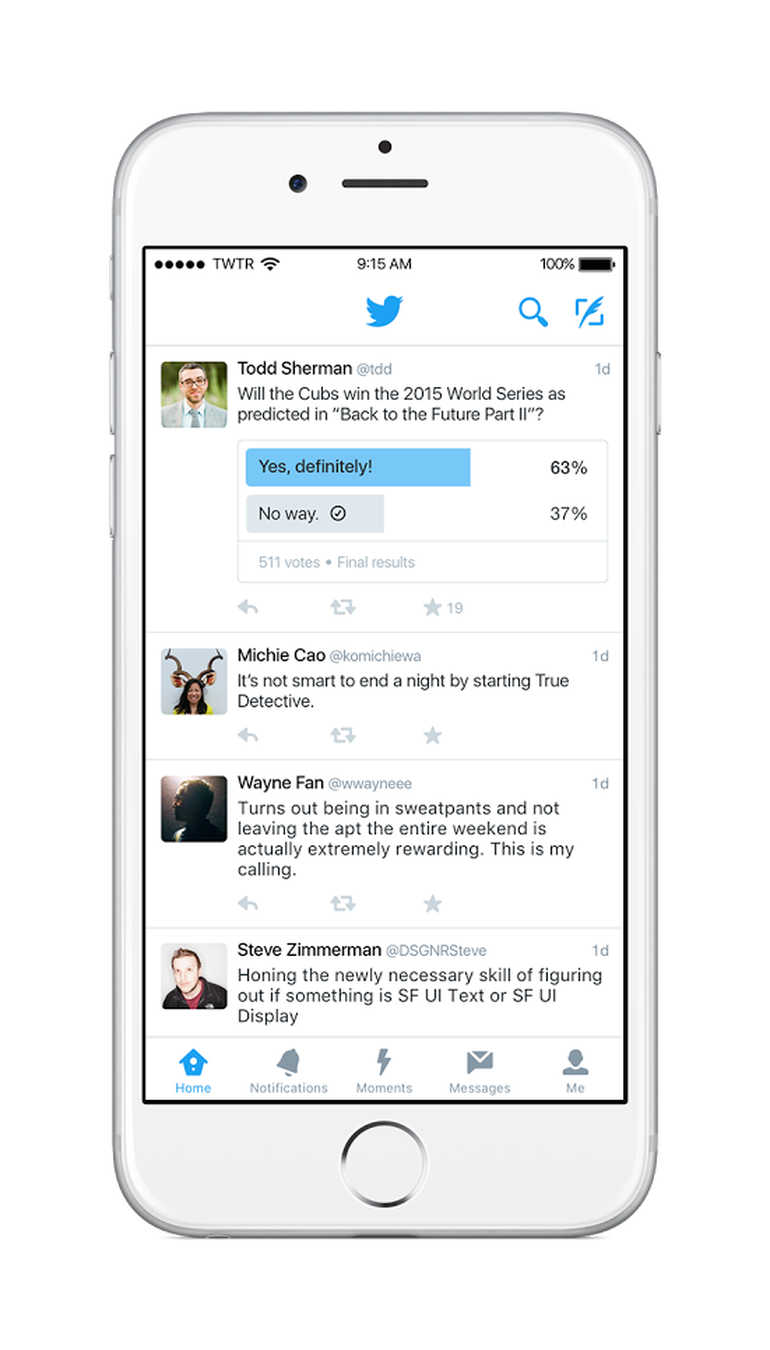 TWTR 9:15 AM 100%
Todd Sherman @tdd 1d
Will the Cubs win the 2015 World Series as
predicted in “Back to the Future Part II”?
Yes, definitely! 63%
No way. 37%
511 votes • Final results
19
Michie Cao @komichiewa 1d
It’s not smart to end a night by starting True
Detective.
Wayne Fan @wwayneee 1d
Turns out being in sweatpants and not
leaving the apt the entire weekend is
actually extremely rewarding. This is my
calling.
Steve Zimmerman @DSGNRSteve 1d
Honing the newly necessary skill of figuring
out if something is SF UI Text or SF UI
Display
Home Notifications Moments Messages Me